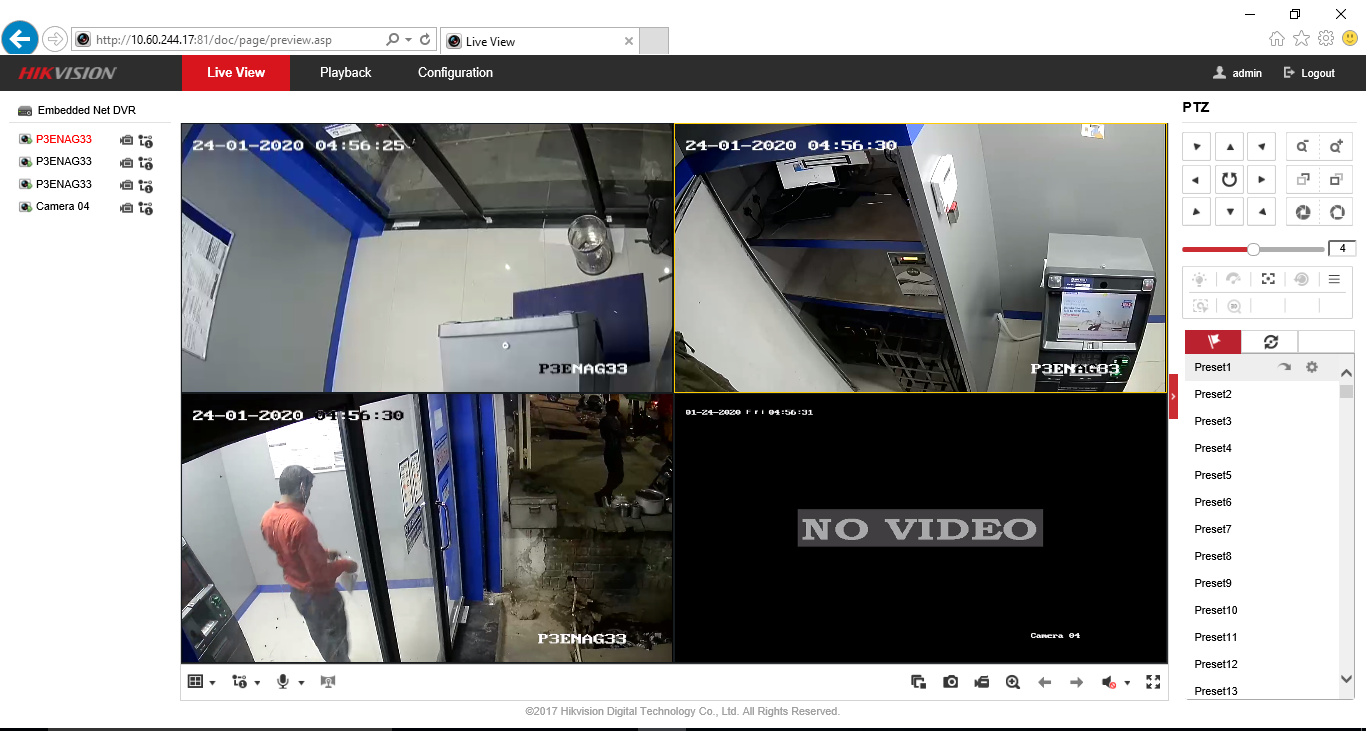 http://10.60.244.17:81/doc/page/preview.asp
Live View
HIKVISION
Live View
Playback
Configuration
admin
Logout
Embedded Net DVR
P3ENAG33
P3ENAG33
P3ENAG33
Camera 04
24-01-2020 04:56:25
P3ENAG33
24-01-2020 04:56:30
P3ENAG33
24-01-2020 04:56:30
P3ENAG33
01-24-2020 Fri 04:56:31
NO VIDEO
Camera 04
PTZ
4
Preset1
Preset2
Preset3
Preset4
Preset5
Preset6
Preset7
Preset8
Preset9
Preset10
Preset11
Preset12
Preset13
©2017 Hikvision Digital Technology Co., Ltd. All Rights Reserved.